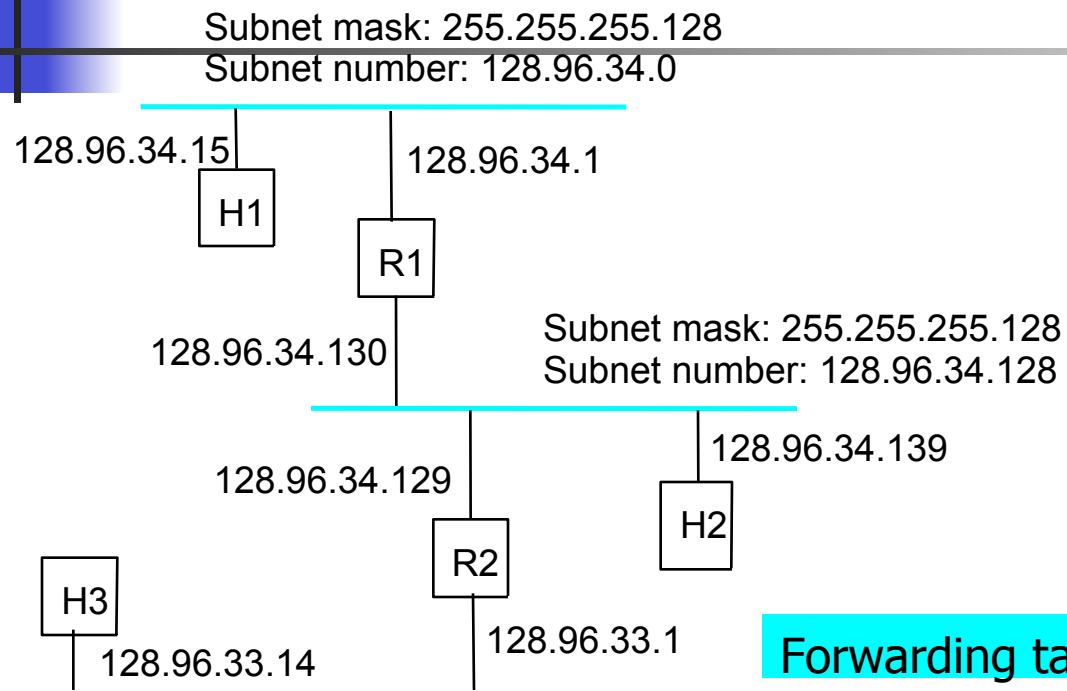 Subnet mask: 255.255.255.128
Subnet number: 128.96.34.0
128.96.34.15
128.96.34.1
H1
R1
128.96.34.130
Subnet mask: 255.255.255.128
Subnet number: 128.96.34.128
128.96.34.139
128.96.34.129
H2
R2
H3
128.96.33.1
128.96.33.14
Forwarding